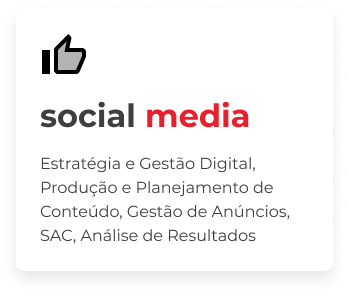 social media
Estratégia e Gestão Digital,
Produção e Planejamento de
Conteúdo, Gestão de Anúncios,
SAC, Análise de Resultados